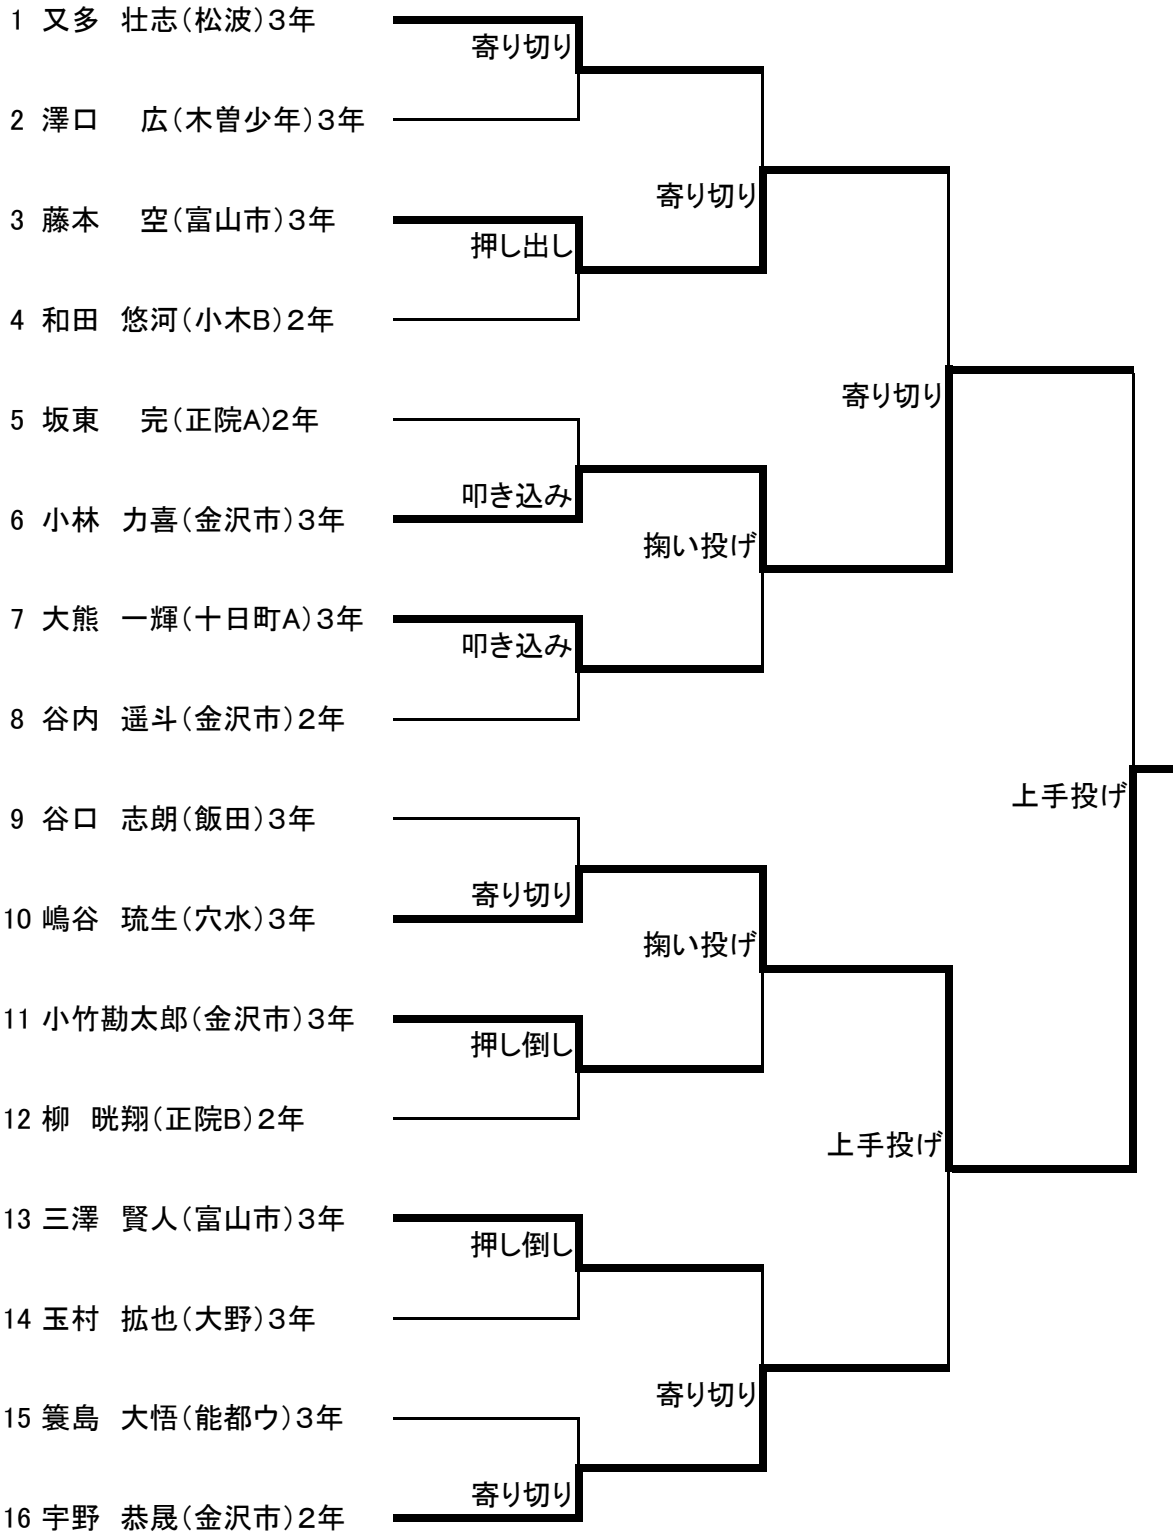 1 又多　壮志（松波）3年
寄り切り
2 澤口　広（木曽少年）3年
寄り切り
3 藤本　空（富山市）3年
押し出し
4 和田　悠河（小木B）2年
寄り切り
5 坂東　完（正院A）2年
叩き込み
6 小林　力喜（金沢市）3年
掬い投げ
7 大熊　一輝（十日町A）3年
叩き込み
8 谷内　遥斗（金沢市）2年
上手投げ
9 谷口　志朗（飯田）3年
寄り切り
10 嶋谷　琉生（穴水）3年
掬い投げ
11 小竹勘太郎（金沢市）3年
押し倒し
12 柳　晄翔（正院B）2年
上手投げ
13 三澤　賢人（富山市）3年
押し倒し
14 玉村　拡也（大野）3年
寄り切り
15 簑島　大悟（能都ウ）3年
寄り切り
16 宇野　恭晟（金沢市）2年